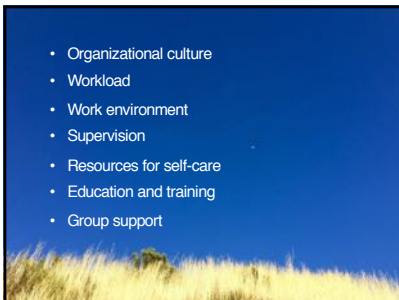 • Organizational culture
• Workload
• Work environment
• Supervision
• Resources for self-care
• Education and training
• Group support